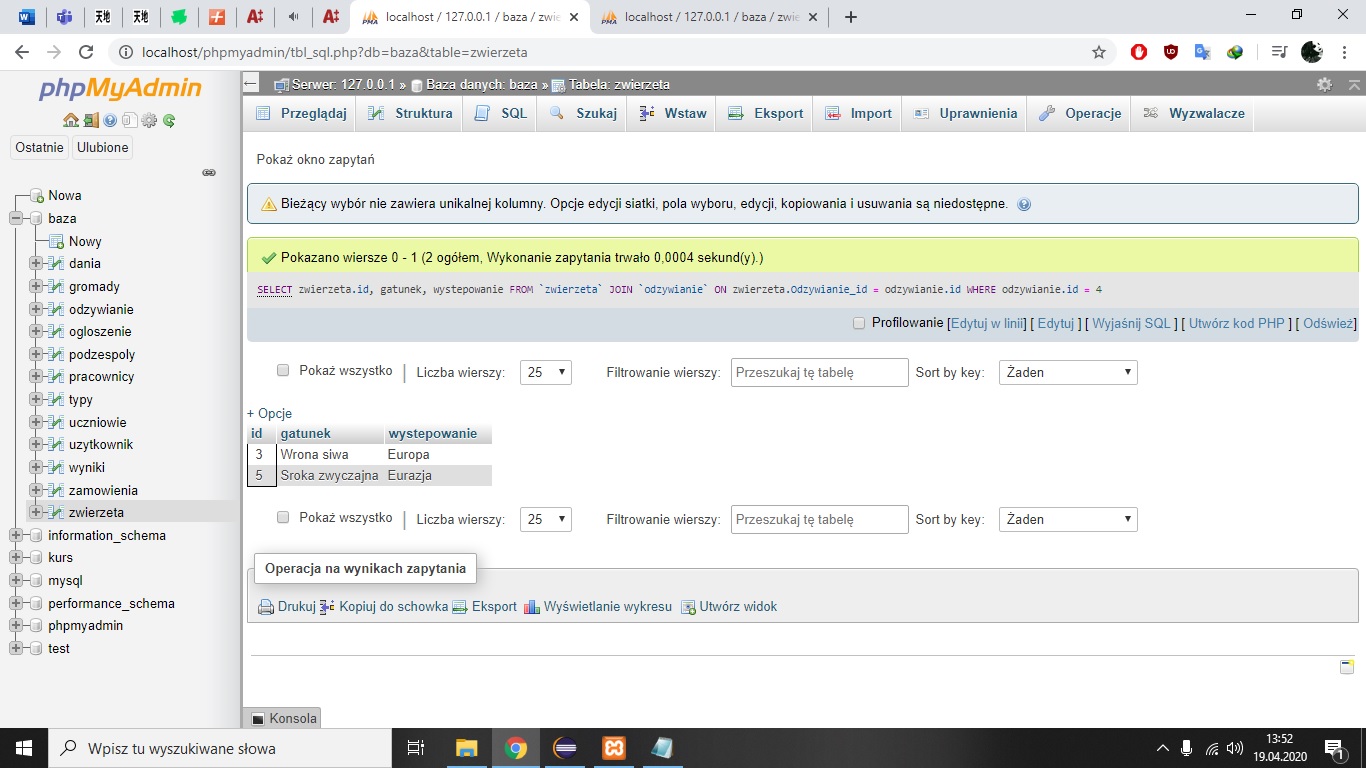 天地
天地
localhost / 127.0.0.1 / baza / zwie
localhost / 127.0.0.1 / baza / zwie
localhost/phpmyadmin/tbl_sql.php?db=baza&table=zwierzeta
phpMyAdmin
Ostatnie
Ulubione
Nowa
baza
Nowy
dania
gromady
odzywianie
ogloszenie
podzespoly
pracownicy
typy
uczniowie
uzytkownik
wyniki
zamowienia
zwierzeta
information_schema
kurs
mysql
performance_schema
phpmyadmin
test
Serwer: 127.0.0.1 » Baza danych: baza » Tabela: zwierzeta
Przeglądaj Struktura SQL Szukaj Wstaw Eksport Import Uprawnienia Operacje Wyzwalacze
Pokaż okno zapytań
Bieżący wybór nie zawiera unikalnej kolumny. Opcje edycji siatki, pola wyboru, edycji, kopiowania i usuwania są niedostępne.
Pokazano wiersze 0 - 1 (2 ogółem, Wykonanie zapytania trwało 0,0004 sekund(y).)
SELECT zwierzeta.id, gatunek, wystepowanie FROM `zwierzeta` JOIN `odzywianie` ON zwierzeta.Odzywianie_id = odzywianie.id WHERE odzywianie.id = 4
Profilowanie [Edytuj w linii] [ Edytuj ] [ Wyjaśnij SQL ] [ Utwórz kod PHP ] [ Odśwież]
Pokaż wszystko | Liczba wierszy: 25 Filtrowanie wierszy: Przeszukaj tę tabelę Sort by key: Żaden
+ Opcje
id gatunek wystepowanie
3 Wrona siwa Europa
5 Sroka zwyczajna Eurazja
Pokaż wszystko | Liczba wierszy: 25 Filtrowanie wierszy: Przeszukaj tę tabelę Sort by key: Żaden
Operacja na wynikach zapytania
Drukuj Kopiuj do schowka Eksport Wyświetlanie wykresu Utwórz widok
Konsola
Wpisz tu wyszukiwane słowa
13:52
19.04.2020
1